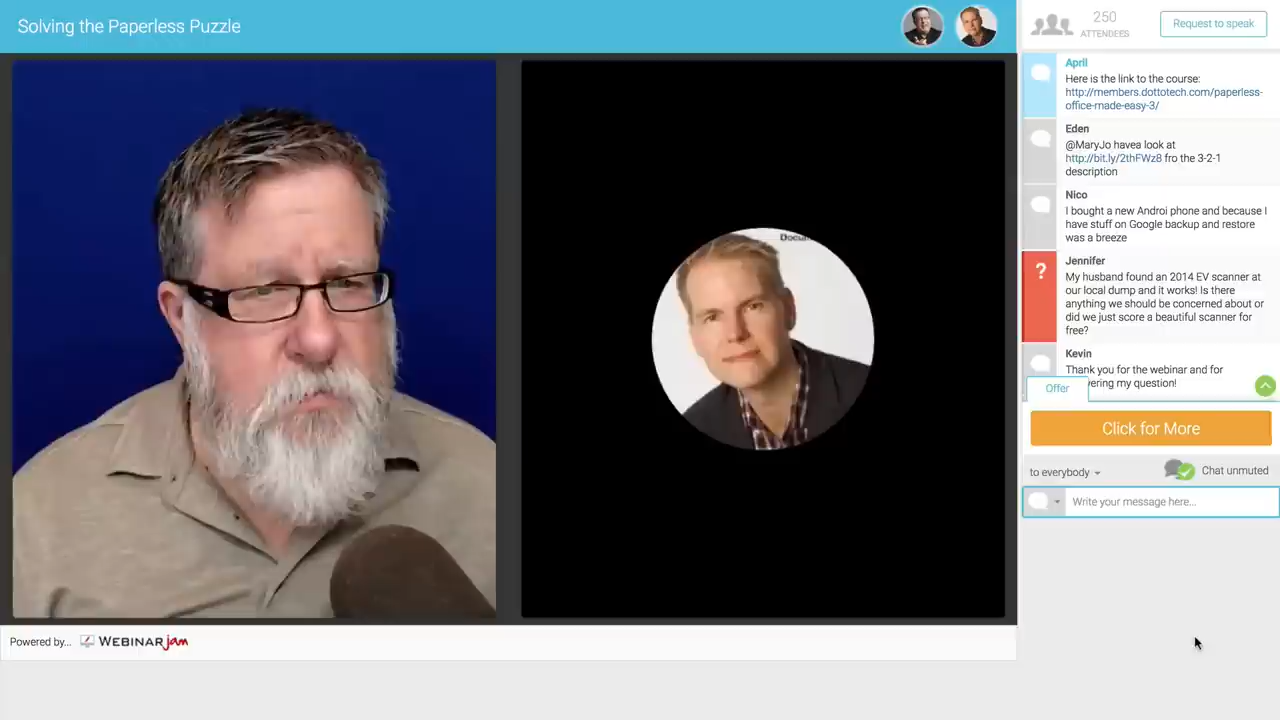 Solving the Paperless Puzzle
250
ATTENDEES
Request to speak
April
Here is the link to the course:
http://members.dottotech.com/paperless-
office-made-easy-3/
Eden
@MaryJo havea look at
http://bit.ly/2thFWz8 fro the 3-2-1
description
Nico
I bought a new Androi phone and because I
have stuff on Google backup and restore
was a breeze
?
Jennifer
My husband found an 2014 EV scanner at
our local dump and it works! Is there
anything we should be concerned about or
did we just score a beautiful scanner for
free?
Kevin
Thank you for the webinar and for
vering my question!
Offer
Click for More
to everybody
Chat unmuted
Write your message here...
Powered by... WEBINARjam